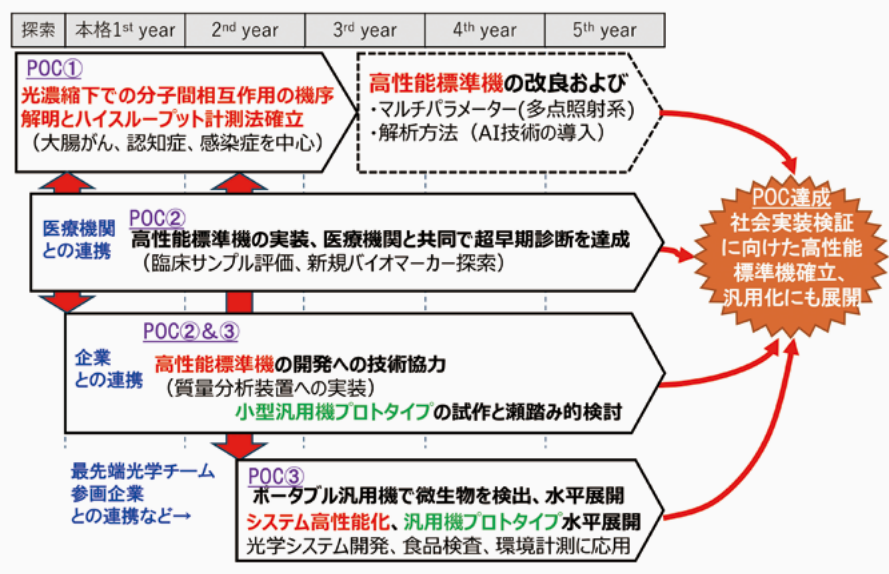 探索 本格1st year 2nd year 3rd year 4th year 5th year
POC①
光濃縮下での分子間相互作用の機序
解明とハイスループット計測法確立
（大腸がん、認知症、感染症を中心）
高性能標準機の改良および
・マルチパラメーター(多点照射系)
・解析方法（AI技術の導入）
医療機関
との連携
POC②
高性能標準機の実装、医療機関と共同で超早期診断を達成
（臨床サンプル評価、新規バイオマーカー探索）
POC②＆③
企業
との連携
高性能標準機の開発への技術協力
（質量分析装置への実装）
小型汎用機プロトタイプの試作と瀬踏み的検討
最先端光学チーム
参画企業
との連携など→
POC③
ポータブル汎用機で微生物を検出、水平展開
システム高性能化、汎用機プロトタイプ水平展開
光学システム開発、食品検査、環境計測に応用
POC達成
社会実装検証
に向けた高性能
標準機確立、
汎用化にも展開